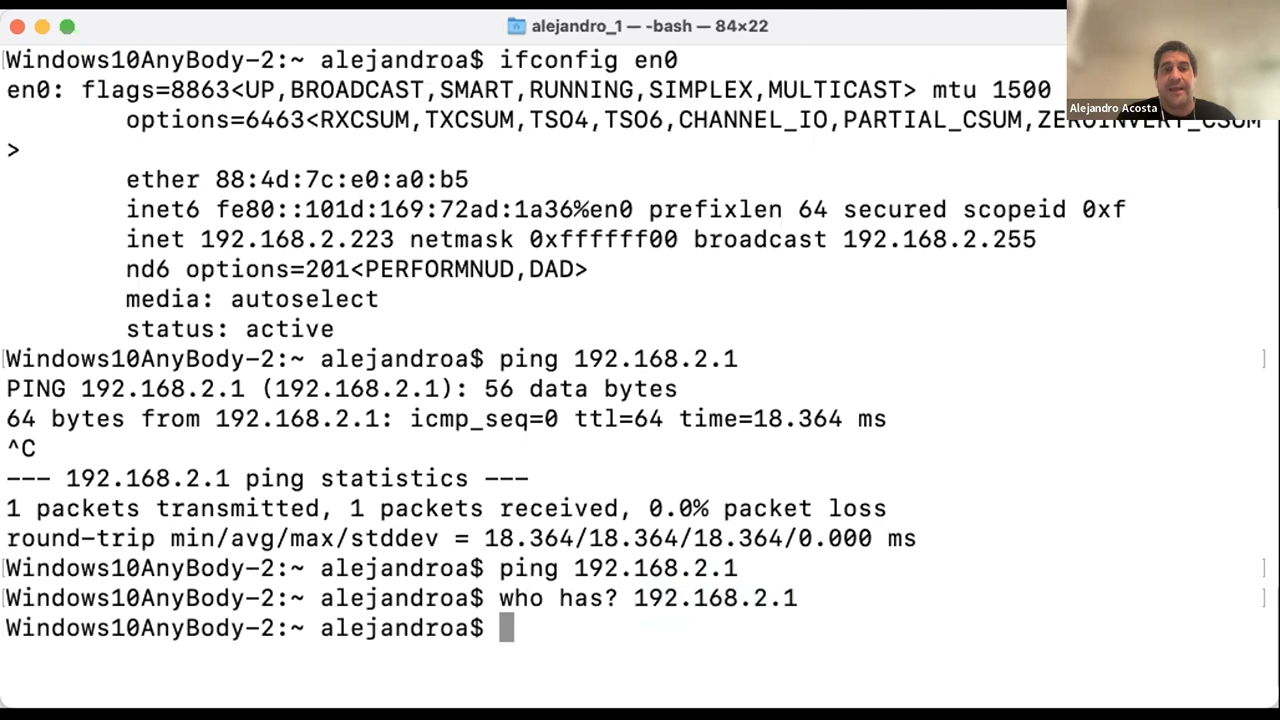 alejandro_1 — -bash — 84×22
Windows10AnyBody-2:~ alejandroa$ ifconfig en0
en0: flags=8863<UP,BROADCAST,SMART,RUNNING,SIMPLEX,MULTICAST> mtu 1500
options=6463<RXCSUM,TXCSUM,TSO4,TSO6,CHANNEL_IO,PARTIAL_CSUM,ZEROINVERT_CSUM
>
ether 88:4d:7c:e0:a0:b5
inet6 fe80::101d:169:72ad:1a36%en0 prefixlen 64 secured scopeid 0xf
inet 192.168.2.223 netmask 0xffffff00 broadcast 192.168.2.255
nd6 options=201<PERFORMNUD,DAD>
media: autoselect
status: active
Windows10AnyBody-2:~ alejandroa$ ping 192.168.2.1
PING 192.168.2.1 (192.168.2.1): 56 data bytes
64 bytes from 192.168.2.1: icmp_seq=0 ttl=64 time=18.364 ms
^C
--- 192.168.2.1 ping statistics ---
1 packets transmitted, 1 packets received, 0.0% packet loss
round-trip min/avg/max/stddev = 18.364/18.364/18.364/0.000 ms
Windows10AnyBody-2:~ alejandroa$ ping 192.168.2.1
Windows10AnyBody-2:~ alejandroa$ who has? 192.168.2.1
Windows10AnyBody-2:~ alejandroa$
Alejandro Acosta